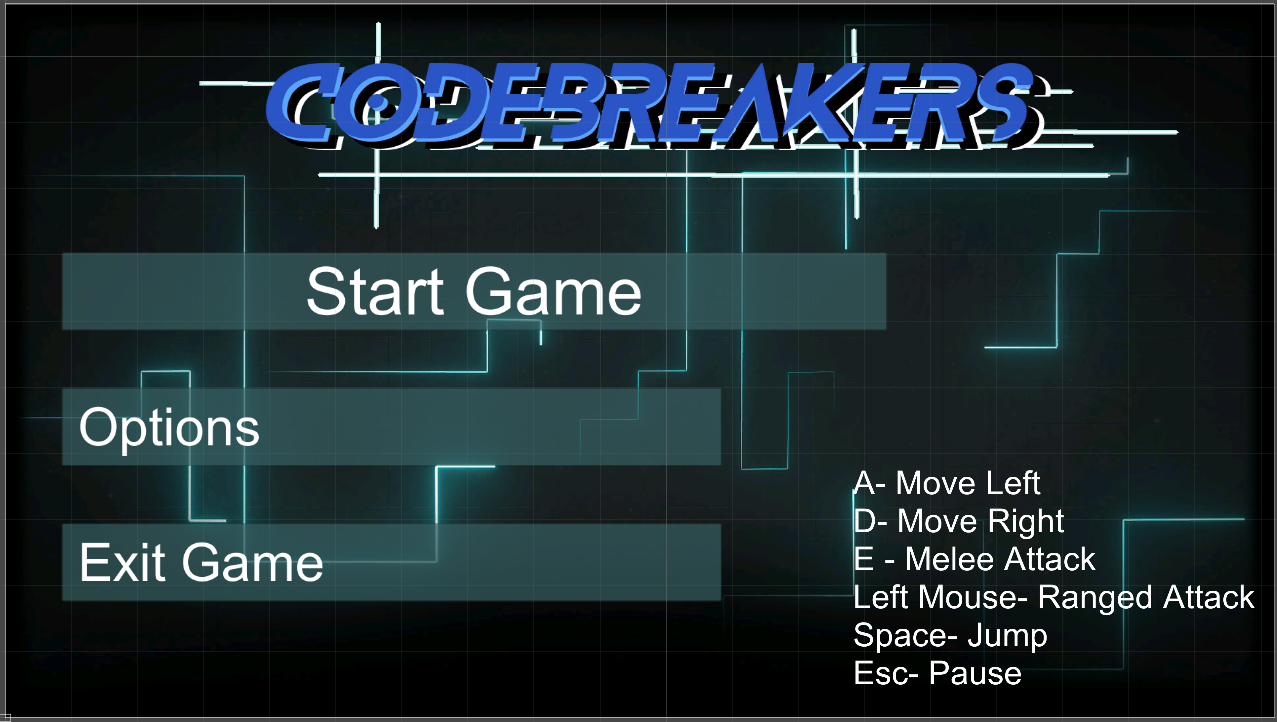 CODEBREAKERS
Start Game
Options
Exit Game
A- Move Left
D- Move Right
E - Melee Attack
Left Mouse- Ranged Attack
Space- Jump
Esc- Pause